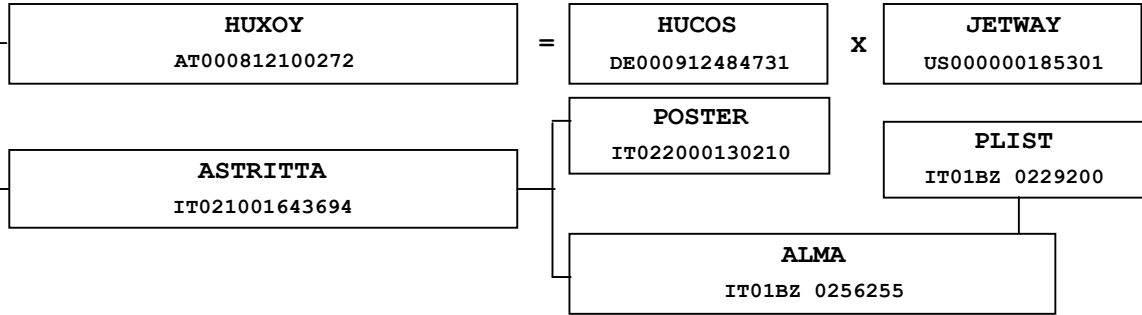 HUXOY
AT000812100272
=
HUCOS
DE000912484731
X
JETWAY
US000000185301
POSTER
IT022000130210
PLIST
IT01BZ 0229200
ASTRITTA
IT021001643694
ALMA
IT01BZ 0256255